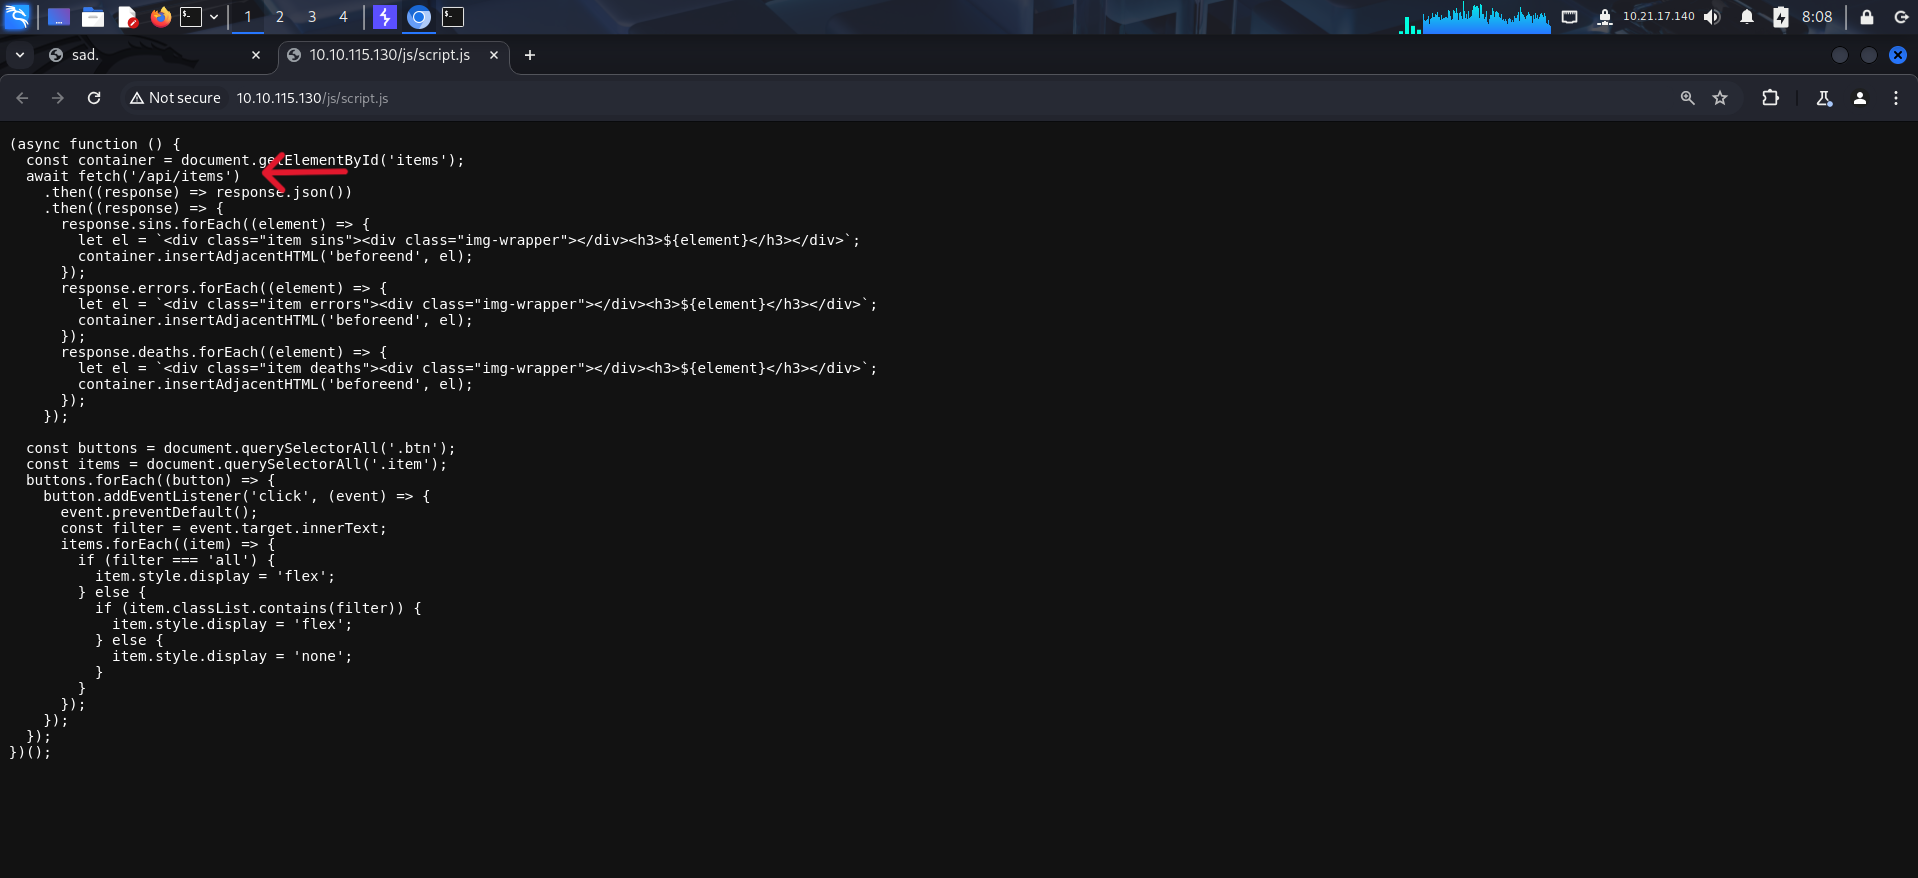 1 2 3 4 10.21.17.140 8:08
sad. 10.10.115.130/js/script.js
Not secure 10.10.115.130/js/script.js
(async function () {
  const container = document.getElementById('items');
  await fetch('/api/items')
    .then((response) => response.json())
    .then((response) => {
      response.sins.forEach((element) => {
        let el = `<div class="item sins"><div class="img-wrapper"></div><h3>${element}</h3></div>`;
        container.insertAdjacentHTML('beforeend', el);
      });
      response.errors.forEach((element) => {
        let el = `<div class="item errors"><div class="img-wrapper"></div><h3>${element}</h3></div>`;
        container.insertAdjacentHTML('beforeend', el);
      });
      response.deaths.forEach((element) => {
        let el = `<div class="item deaths"><div class="img-wrapper"></div><h3>${element}</h3></div>`;
        container.insertAdjacentHTML('beforeend', el);
      });
    });

  const buttons = document.querySelectorAll('.btn');
  const items = document.querySelectorAll('.item');
  buttons.forEach((button) => {
    button.addEventListener('click', (event) => {
      event.preventDefault();
      const filter = event.target.innerText;
      items.forEach((item) => {
        if (filter === 'all') {
          item.style.display = 'flex';
        } else {
          if (item.classList.contains(filter)) {
            item.style.display = 'flex';
          } else {
            item.style.display = 'none';
          }
        }
      });
    });
  });
})();